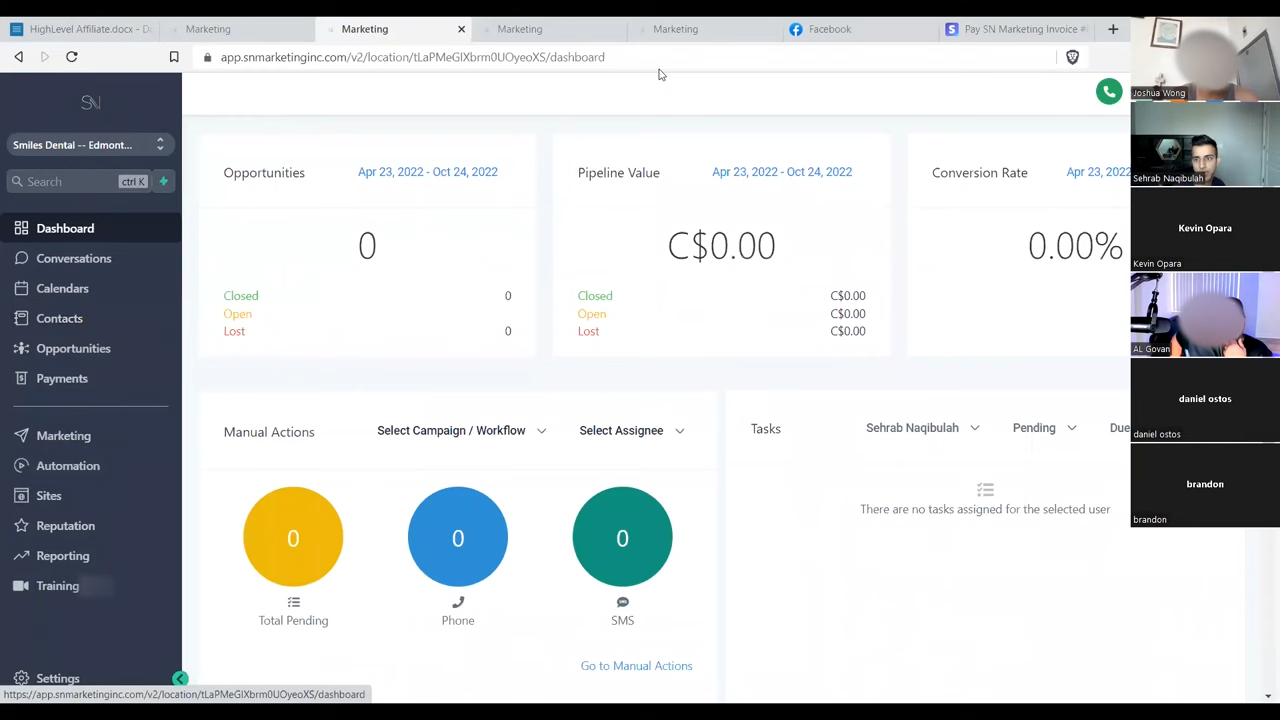 HighLevel Affiliate.docx - D
Marketing
Marketing
Marketing
Marketing
Facebook
Pay SN Marketing Invoice #
app.snmarketinginc.com/v2/location/tLaPMeGlXbrm0UOyeoXS/dashboard
SN
Smiles Dental -- Edmont...
Search
ctrl K
Dashboard
Conversations
Calendars
Contacts
Opportunities
Payments
Marketing
Automation
Sites
Reputation
Reporting
Training
Settings
Opportunities
Apr 23, 2022 - Oct 24, 2022
0
Closed 0
Open
Lost 0
Pipeline Value
Apr 23, 2022 - Oct 24, 2022
C$0.00
Closed C$0.00
Open C$0.00
Lost C$0.00
Conversion Rate
Apr 23, 2022
0.00%
Manual Actions
Select Campaign / Workflow
Select Assignee
0
Total Pending
0
Phone
0
SMS
SMS
Go to Manual Actions
Tasks
Sehrab Naqibullah
Pending
Due
There are no tasks assigned for the selected user
https://app.snmarketinginc.com/v2/location/tLaPMeGlXbrm0UOyeoXS/dashboard
Joshua Wong
Sehrab Naqibulah
Kevin Opara
Kevin Opara
AL Govan
daniel ostos
daniel ostos
brandon
brandon